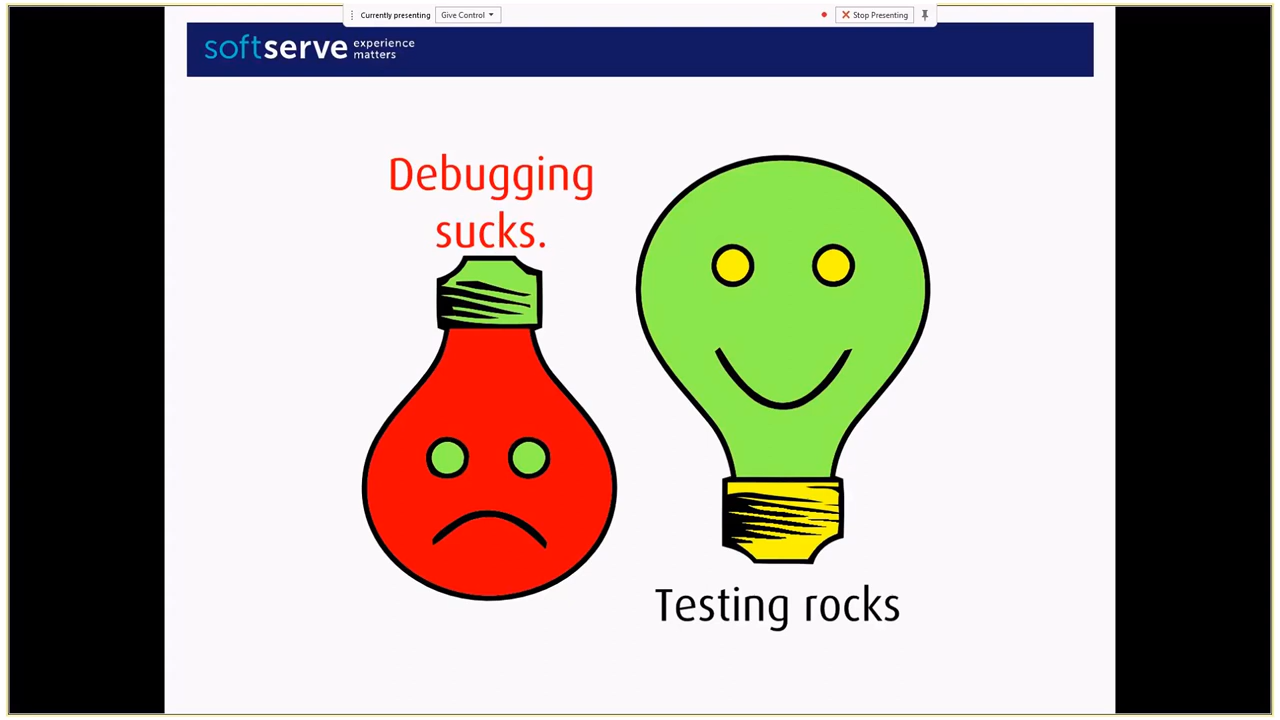 Currently presenting
Give Control
Stop Presenting
softserve experience
matters
Debugging
sucks.
Testing rocks